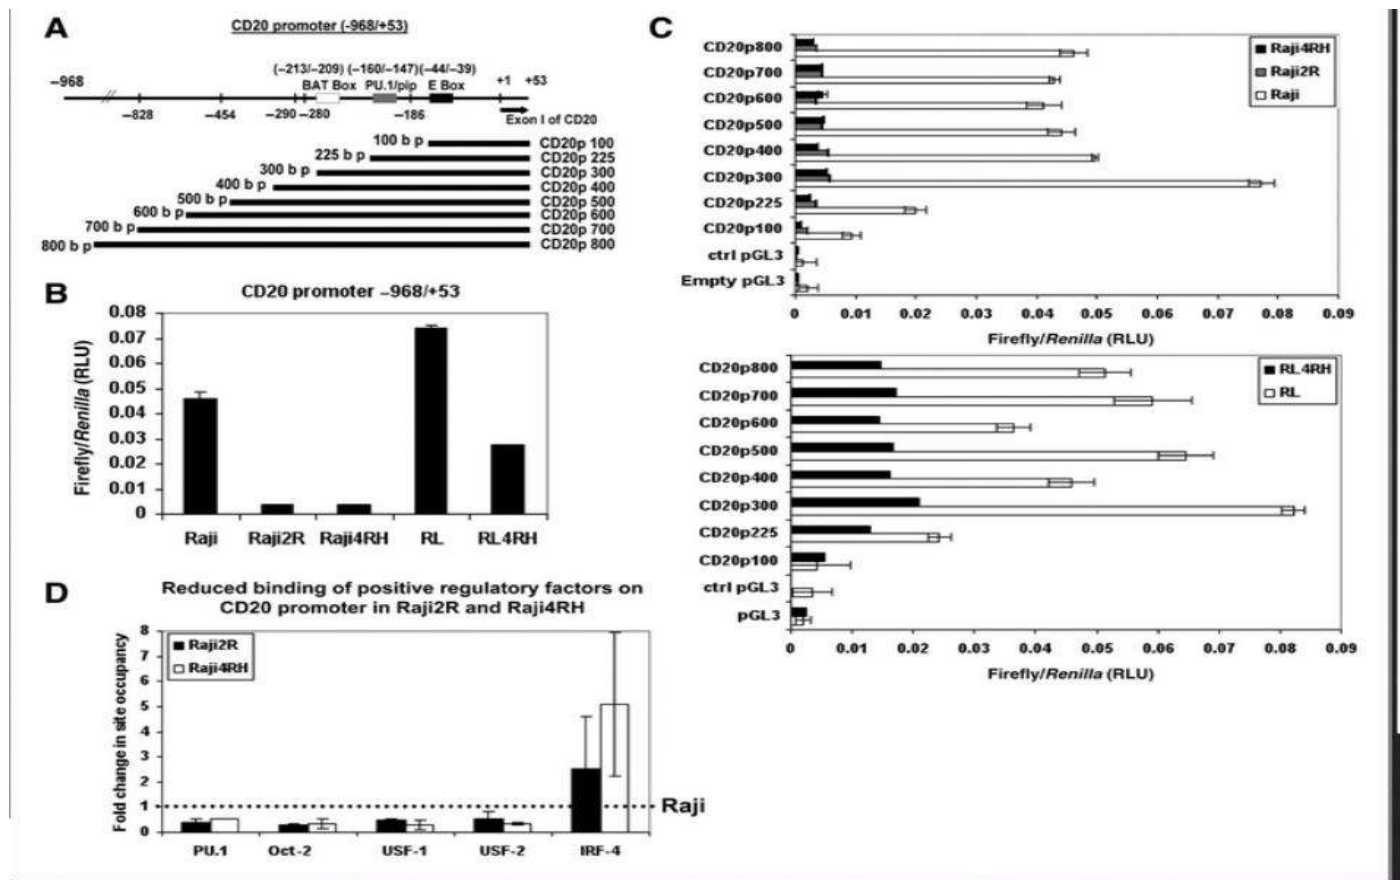 A
CD20 promoter (-968/+53)
(−213/−209) (−160/−147)(−44/−39)
−968 BAT Box PU.1/pip E Box +1 +53
−828 −454 −290 −280 −186 Exon I of CD20
100 b p CD20p 100
225 b p CD20p 225
300 b p CD20p 300
400 b p CD20p 400
500 b p CD20p 500
600 b p CD20p 600
700 b p CD20p 700
800 b p CD20p 800
B
CD20 promoter −968/+53
Firefly/Renilla (RLU)
0.08
0.07
0.06
0.05
0.04
0.03
0.02
0.01
0
Raji Raji2R Raji4RH RL RL4RH
C
CD20p800
CD20p700
CD20p600
CD20p500
CD20p400
CD20p300
CD20p225
CD20p100
ctrl pGL3
Empty pGL3
Raji4RH
Raji2R
Raji
0 0.01 0.02 0.03 0.04 0.05 0.06 0.07 0.08 0.09
Firefly/Renilla (RLU)
CD20p800
CD20p700
CD20p600
CD20p500
CD20p400
CD20p300
CD20p225
CD20p100
ctrl pGL3
pGL3
RL4RH
RL
0 0.01 0.02 0.03 0.04 0.05 0.06 0.07 0.08 0.09
Firefly/Renilla (RLU)
D
Reduced binding of positive regulatory factors on
CD20 promoter in Raji2R and Raji4RH
Fold change in site occupancy
8
7
6
5
4
3
2
1
0
Raji2R
Raji4RH
Raji
PU.1 Oct-2 USF-1 USF-2 IRF-4